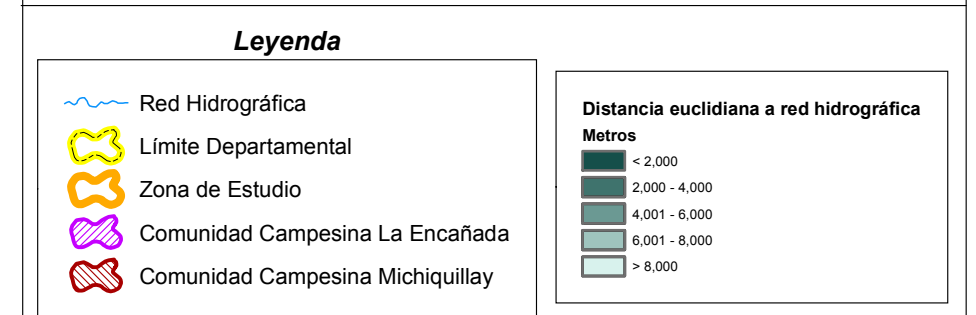 Leyenda
Red Hidrográfica
Límite Departamental
Zona de Estudio
Comunidad Campesina La Encañada
Comunidad Campesina Michiquillay
Distancia euclidiana a red hidrográfica
Metros
< 2,000
2,000 - 4,000
4,001 - 6,000
6,001 - 8,000
> 8,000